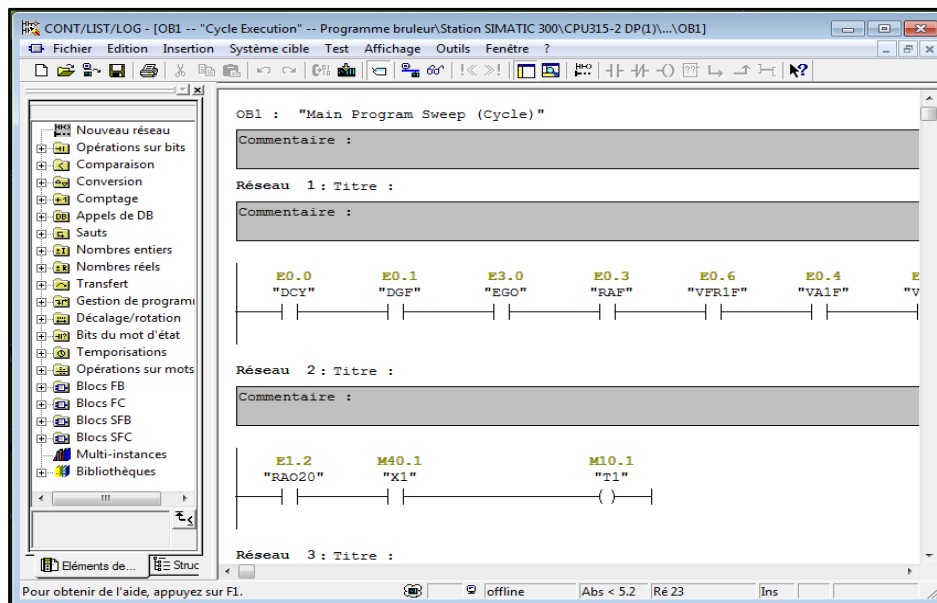 CONT/LIST/LOG - [OB1 -- "Cycle Execution" -- Programme bruleur\Station SIMATIC 300\CPU315-2 DP(1)\...\OB1]
Fichier Edition Insertion Système cible Test Affichage Outils Fenêtre ?
Nouveau réseau
Opérations sur bits
Comparaison
Conversion
Comptage
Appels de DB
Sauts
Nombres entiers
Nombres réels
Transfert
Gestion de program
Décalage/rotation
Bits du mot d'état
Temporisations
Opérations sur mots
Blocs FB
Blocs FC
Blocs SFB
Blocs SFC
Multi-instances
Bibliothèques
Eléments de... Struc
OB1 : "Main Program Sweep (Cycle)"
Commentaire :
Réseau 1 : Titre :
Commentaire :
E0.0 E0.1 E3.0 E0.3 E0.6 E0.4 E
"DCY" "DGF" "EGO" "RAF" "VFR1F" "VA1F" "V
Réseau 2 : Titre :
Commentaire :
E1.2 M40.1 M10.1
"RAO20" "X1" "T1"
Réseau 3 : Titre :
Pour obtenir de l'aide, appuyez sur F1. offline Abs < 5.2 Ré 23 Ins